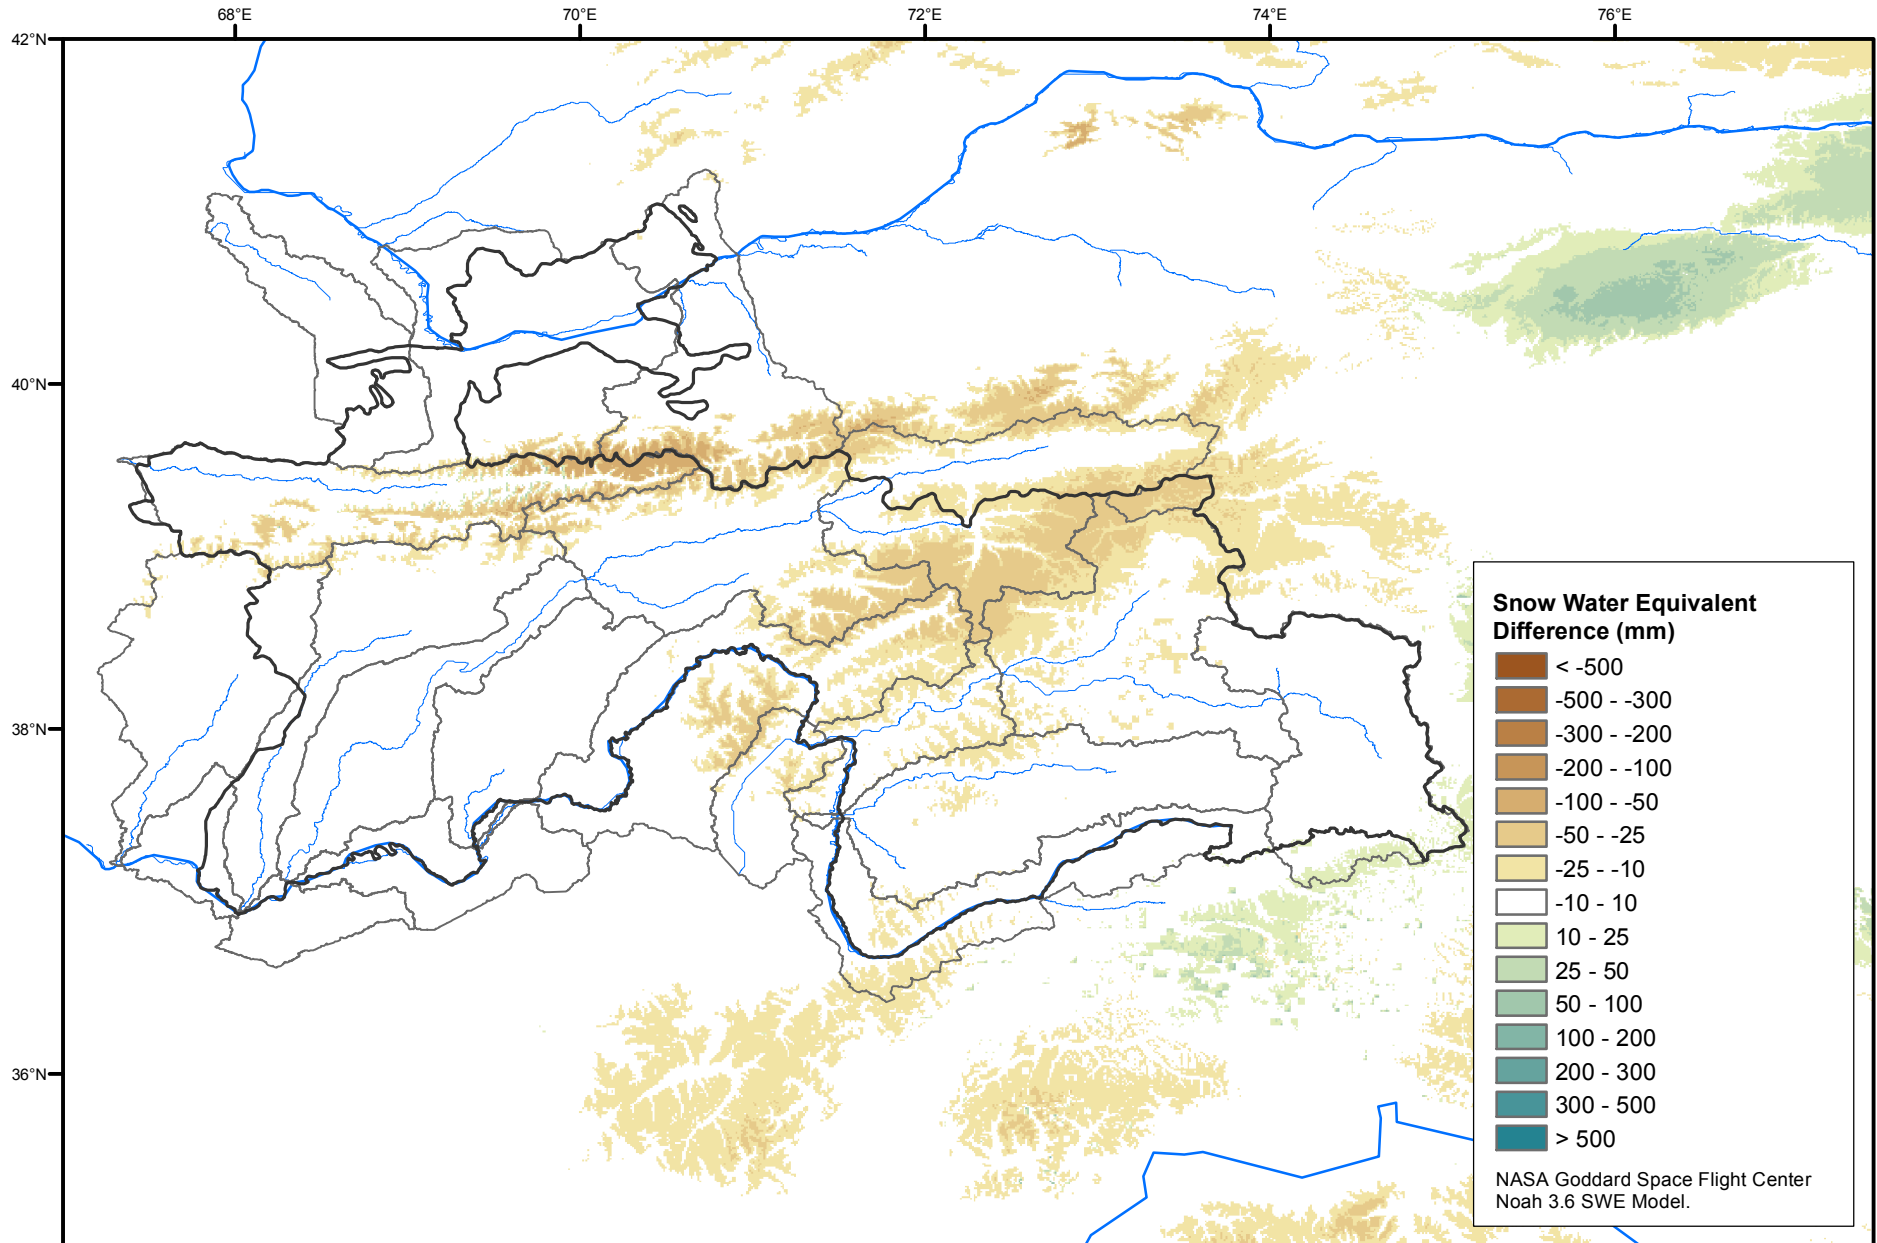 68°E
70°E
72°E
74°E
76°E
42°N
40°N
38°N
36°N
Snow Water Equivalent
Difference (mm)
< -500
-500 - -300
-300 - -200
-200 - -100
-100 - -50
-50 - -25
-25 - -10
-10 - 10
10 - 25
25 - 50
50 - 100
100 - 200
200 - 300
300 - 500
> 500
NASA Goddard Space Flight Center
Noah 3.6 SWE Model.